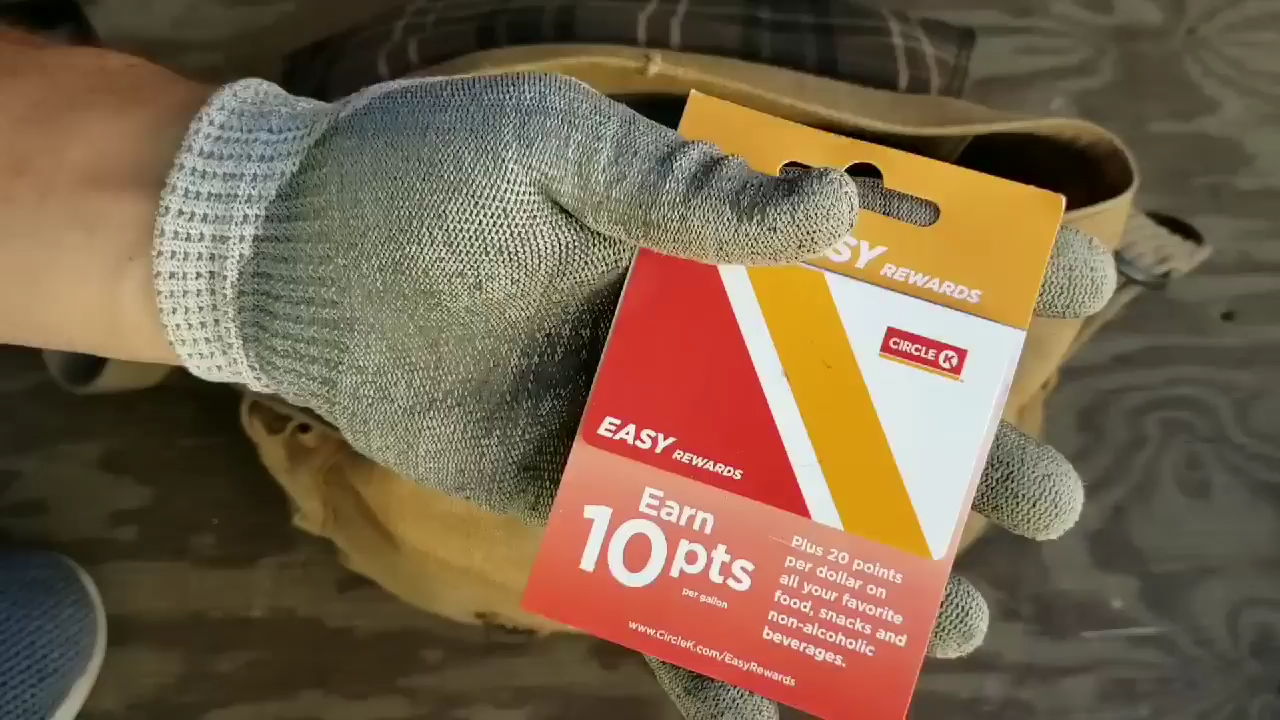 SY REWARDS
CIRCLE K
EASY REWARDS
Earn
10pts
per gallon
Plus 20 points
per dollar on
all your favorite
food, snacks and
non-alcoholic
beverages.
www.CircleK.com/EasyRewards